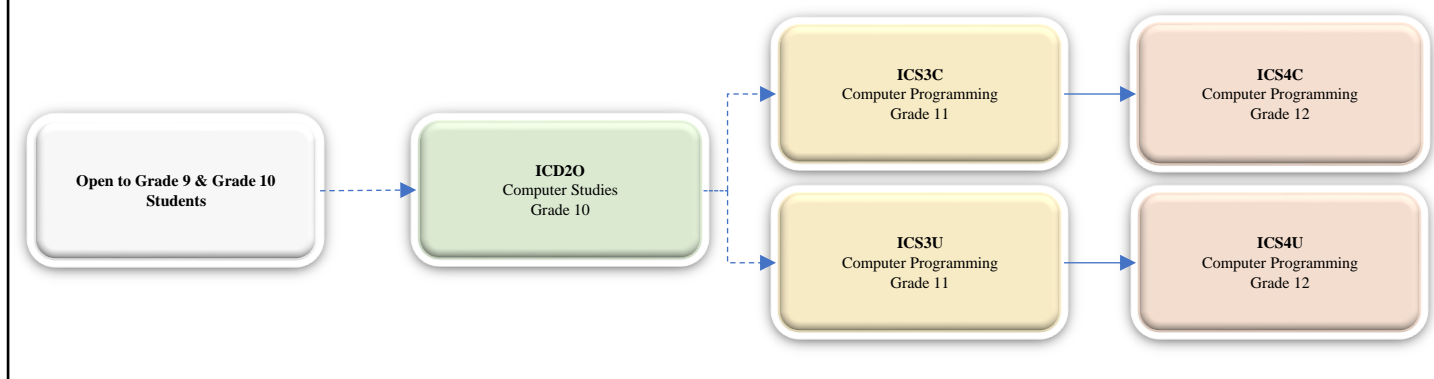 Open to Grade 9 & Grade 10
Students
ICD2O
Computer Studies
Grade 10
ICS3C
Computer Programming
Grade 11
ICS4C
Computer Programming
Grade 12
ICS3U
Computer Programming
Grade 11
ICS4U
Computer Programming
Grade 12